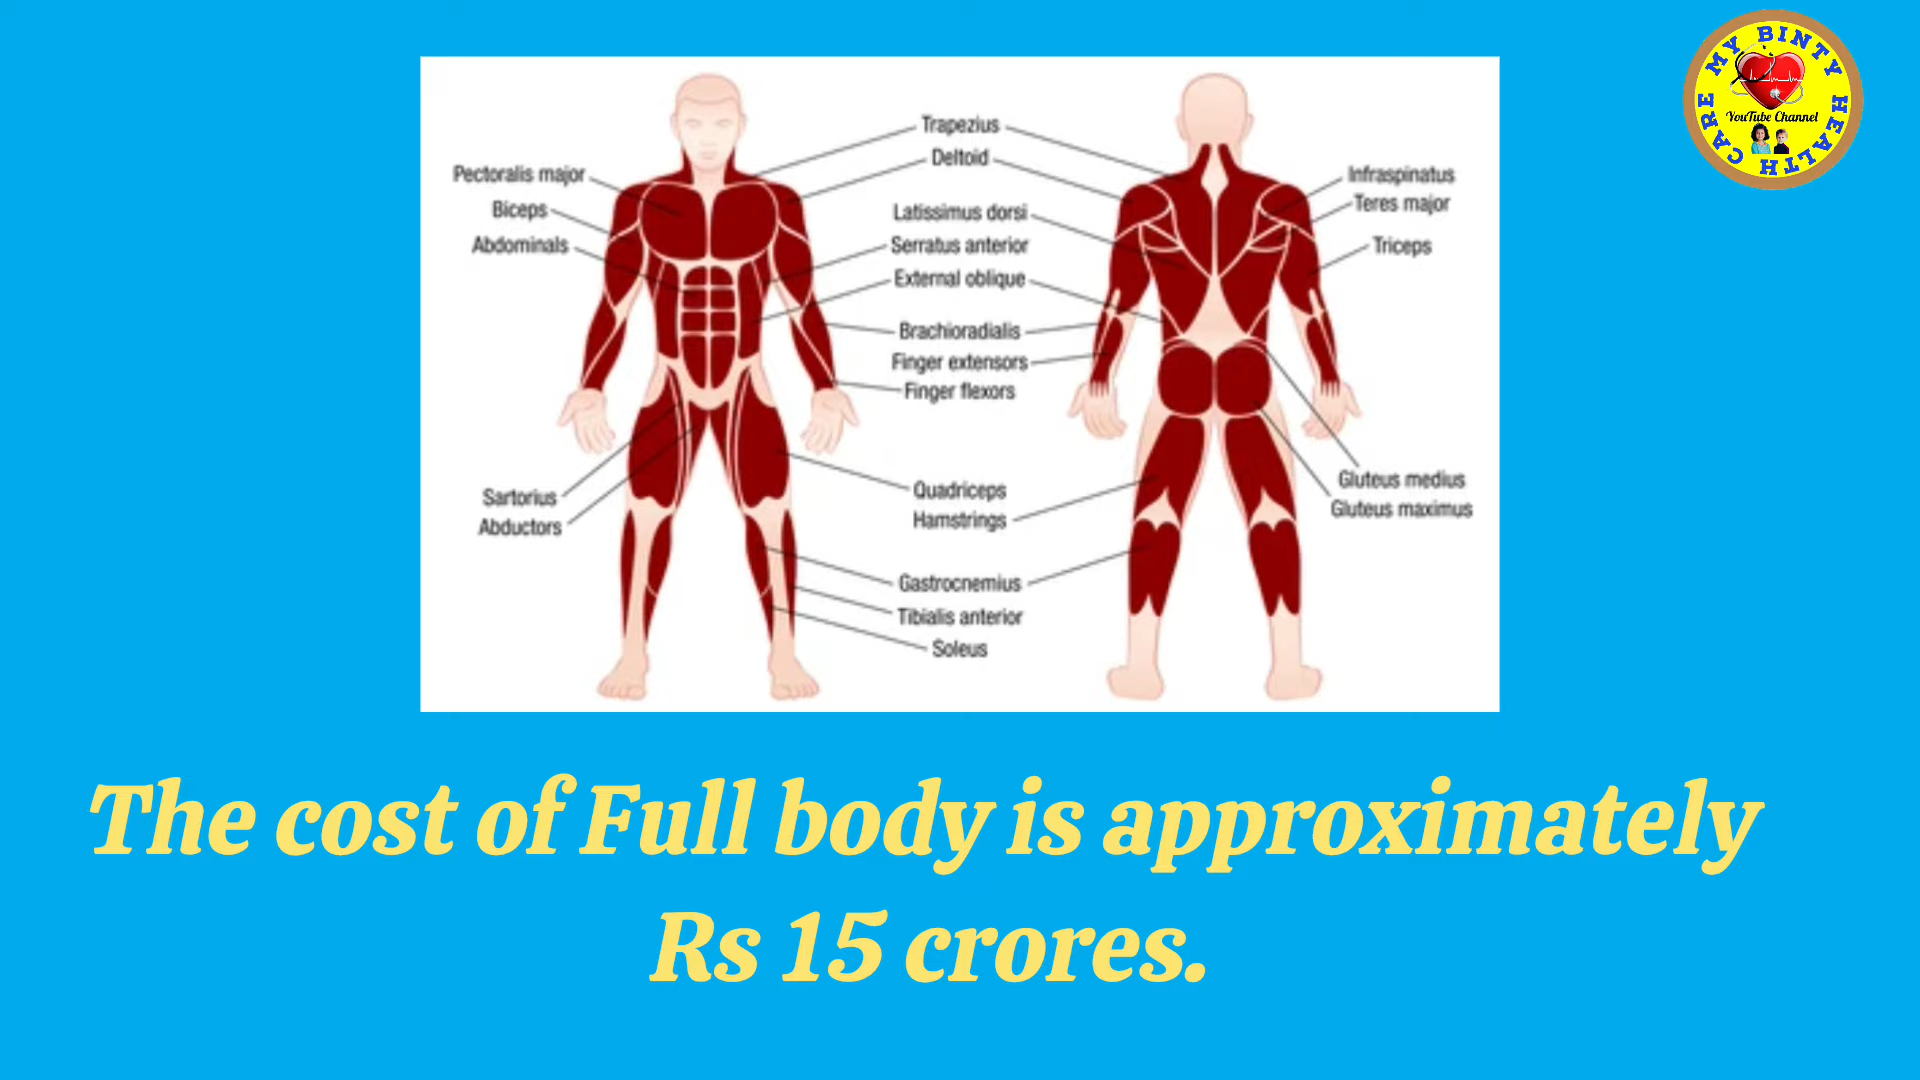 MY BINTY HEALTH CARE
YouTube Channel
Trapezius
Deltoid
Pectoralis major
Biceps
Abdominals
Latissimus dorsi
Serratus anterior
External oblique
Brachioradialis
Finger extensors
Finger flexors
Infraspinatus
Teres major
Triceps
Sartorius
Abductors
Quadriceps
Hamstrings
Gluteus medius
Gluteus maximus
Gastrocnemius
Tibialis anterior
Soleus
The cost of Full body is approximately
Rs 15 crores.